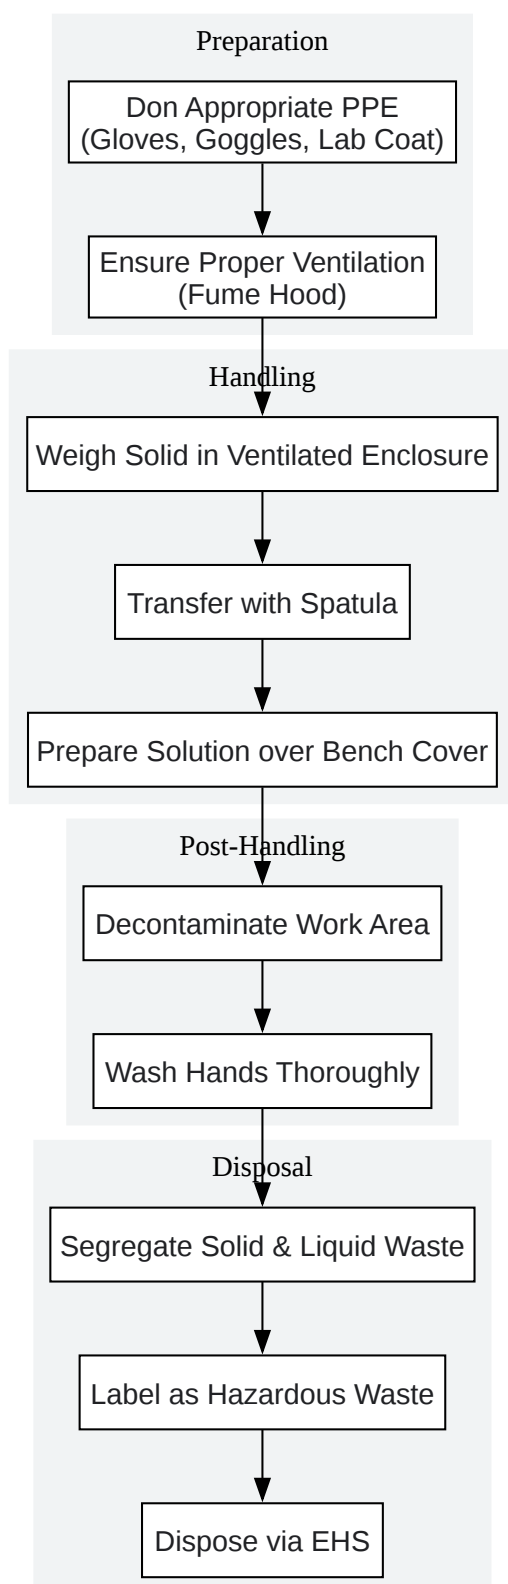 Preparation
Don Appropriate PPE
(Gloves, Goggles, Lab Coat)
Ensure Proper Ventilation
(Fume Hood)
Handling
Weigh Solid in Ventilated Enclosure
Transfer with Spatula
Prepare Solution over Bench Cover
Post-Handling
Decontaminate Work Area
Wash Hands Thoroughly
Disposal
Segregate Solid & Liquid Waste
Label as Hazardous Waste
Dispose via EHS